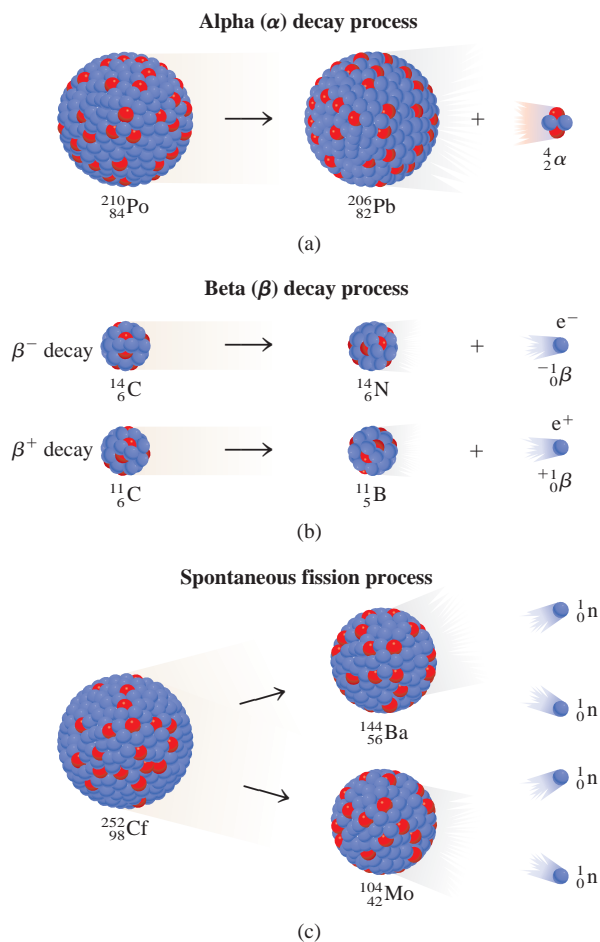 Alpha (α) decay process
+
²¹⁰₈₄Po
²⁰⁶₈₂Pb
⁴₂α
(a)
Beta (β) decay process
β⁻ decay
+
e⁻
¹⁴₆C
¹⁴₆N
⁻¹₀β
β⁺ decay
+
e⁺
¹¹₆C
¹¹₅B
⁺¹₀β
(b)
Spontaneous fission process
¹₀n
¹₀n
¹⁴⁴₅₆Ba
¹₀n
²⁵²₉₈Cf
¹₀n
¹⁰⁴₄₂Mo
(c)